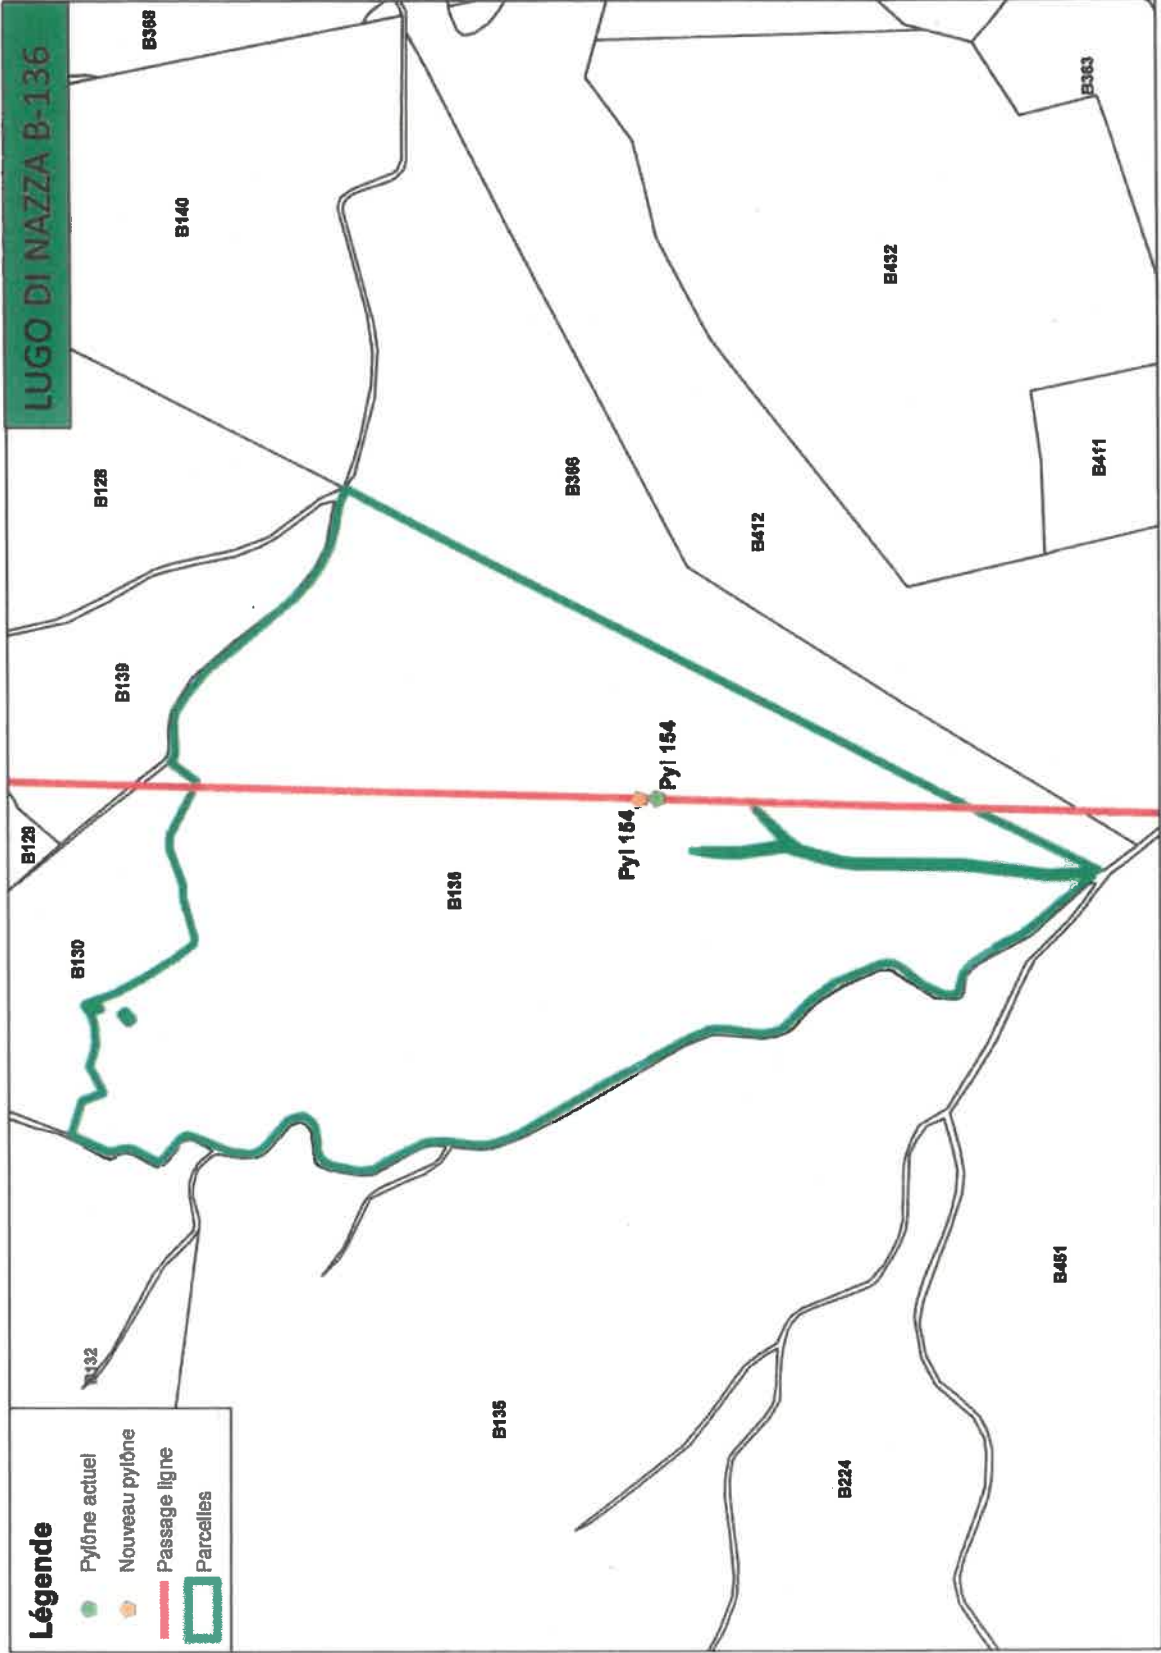 LUGO DI NAZZA B-136
Légende
Pylône actuel
Nouveau pylône
Passage ligne
Parcelles
B129
B130
B132
B128
B139
B368
B140
B136
B135
B366
Pyl 154
Pyl 154
B412
B224
B432
B363
B411